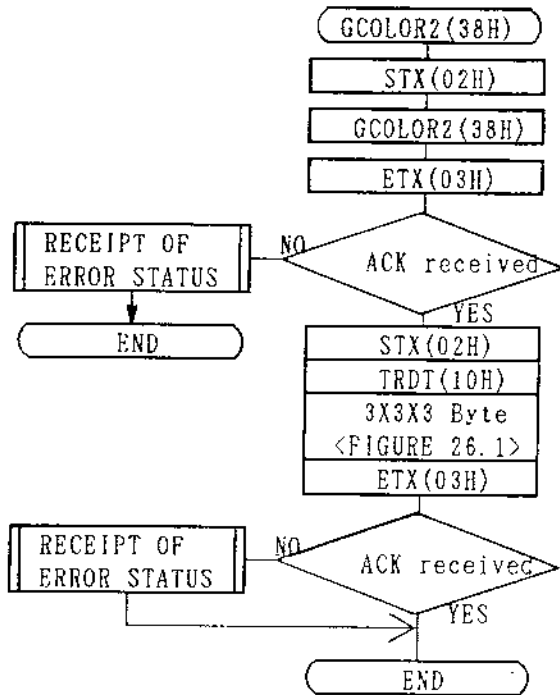 GCOLOR2(38H)
STX(02H)
GCOLOR2(38H)
ETX(03H)
RECEIPT OF
ERROR STATUS
NO
ACK received
END
YES
STX(02H)
TRDT(10H)
3X3X3 Byte
<FIGURE 26.1>
ETX(03H)
RECEIPT OF
ERROR STATUS
NO
ACK received
YES
END